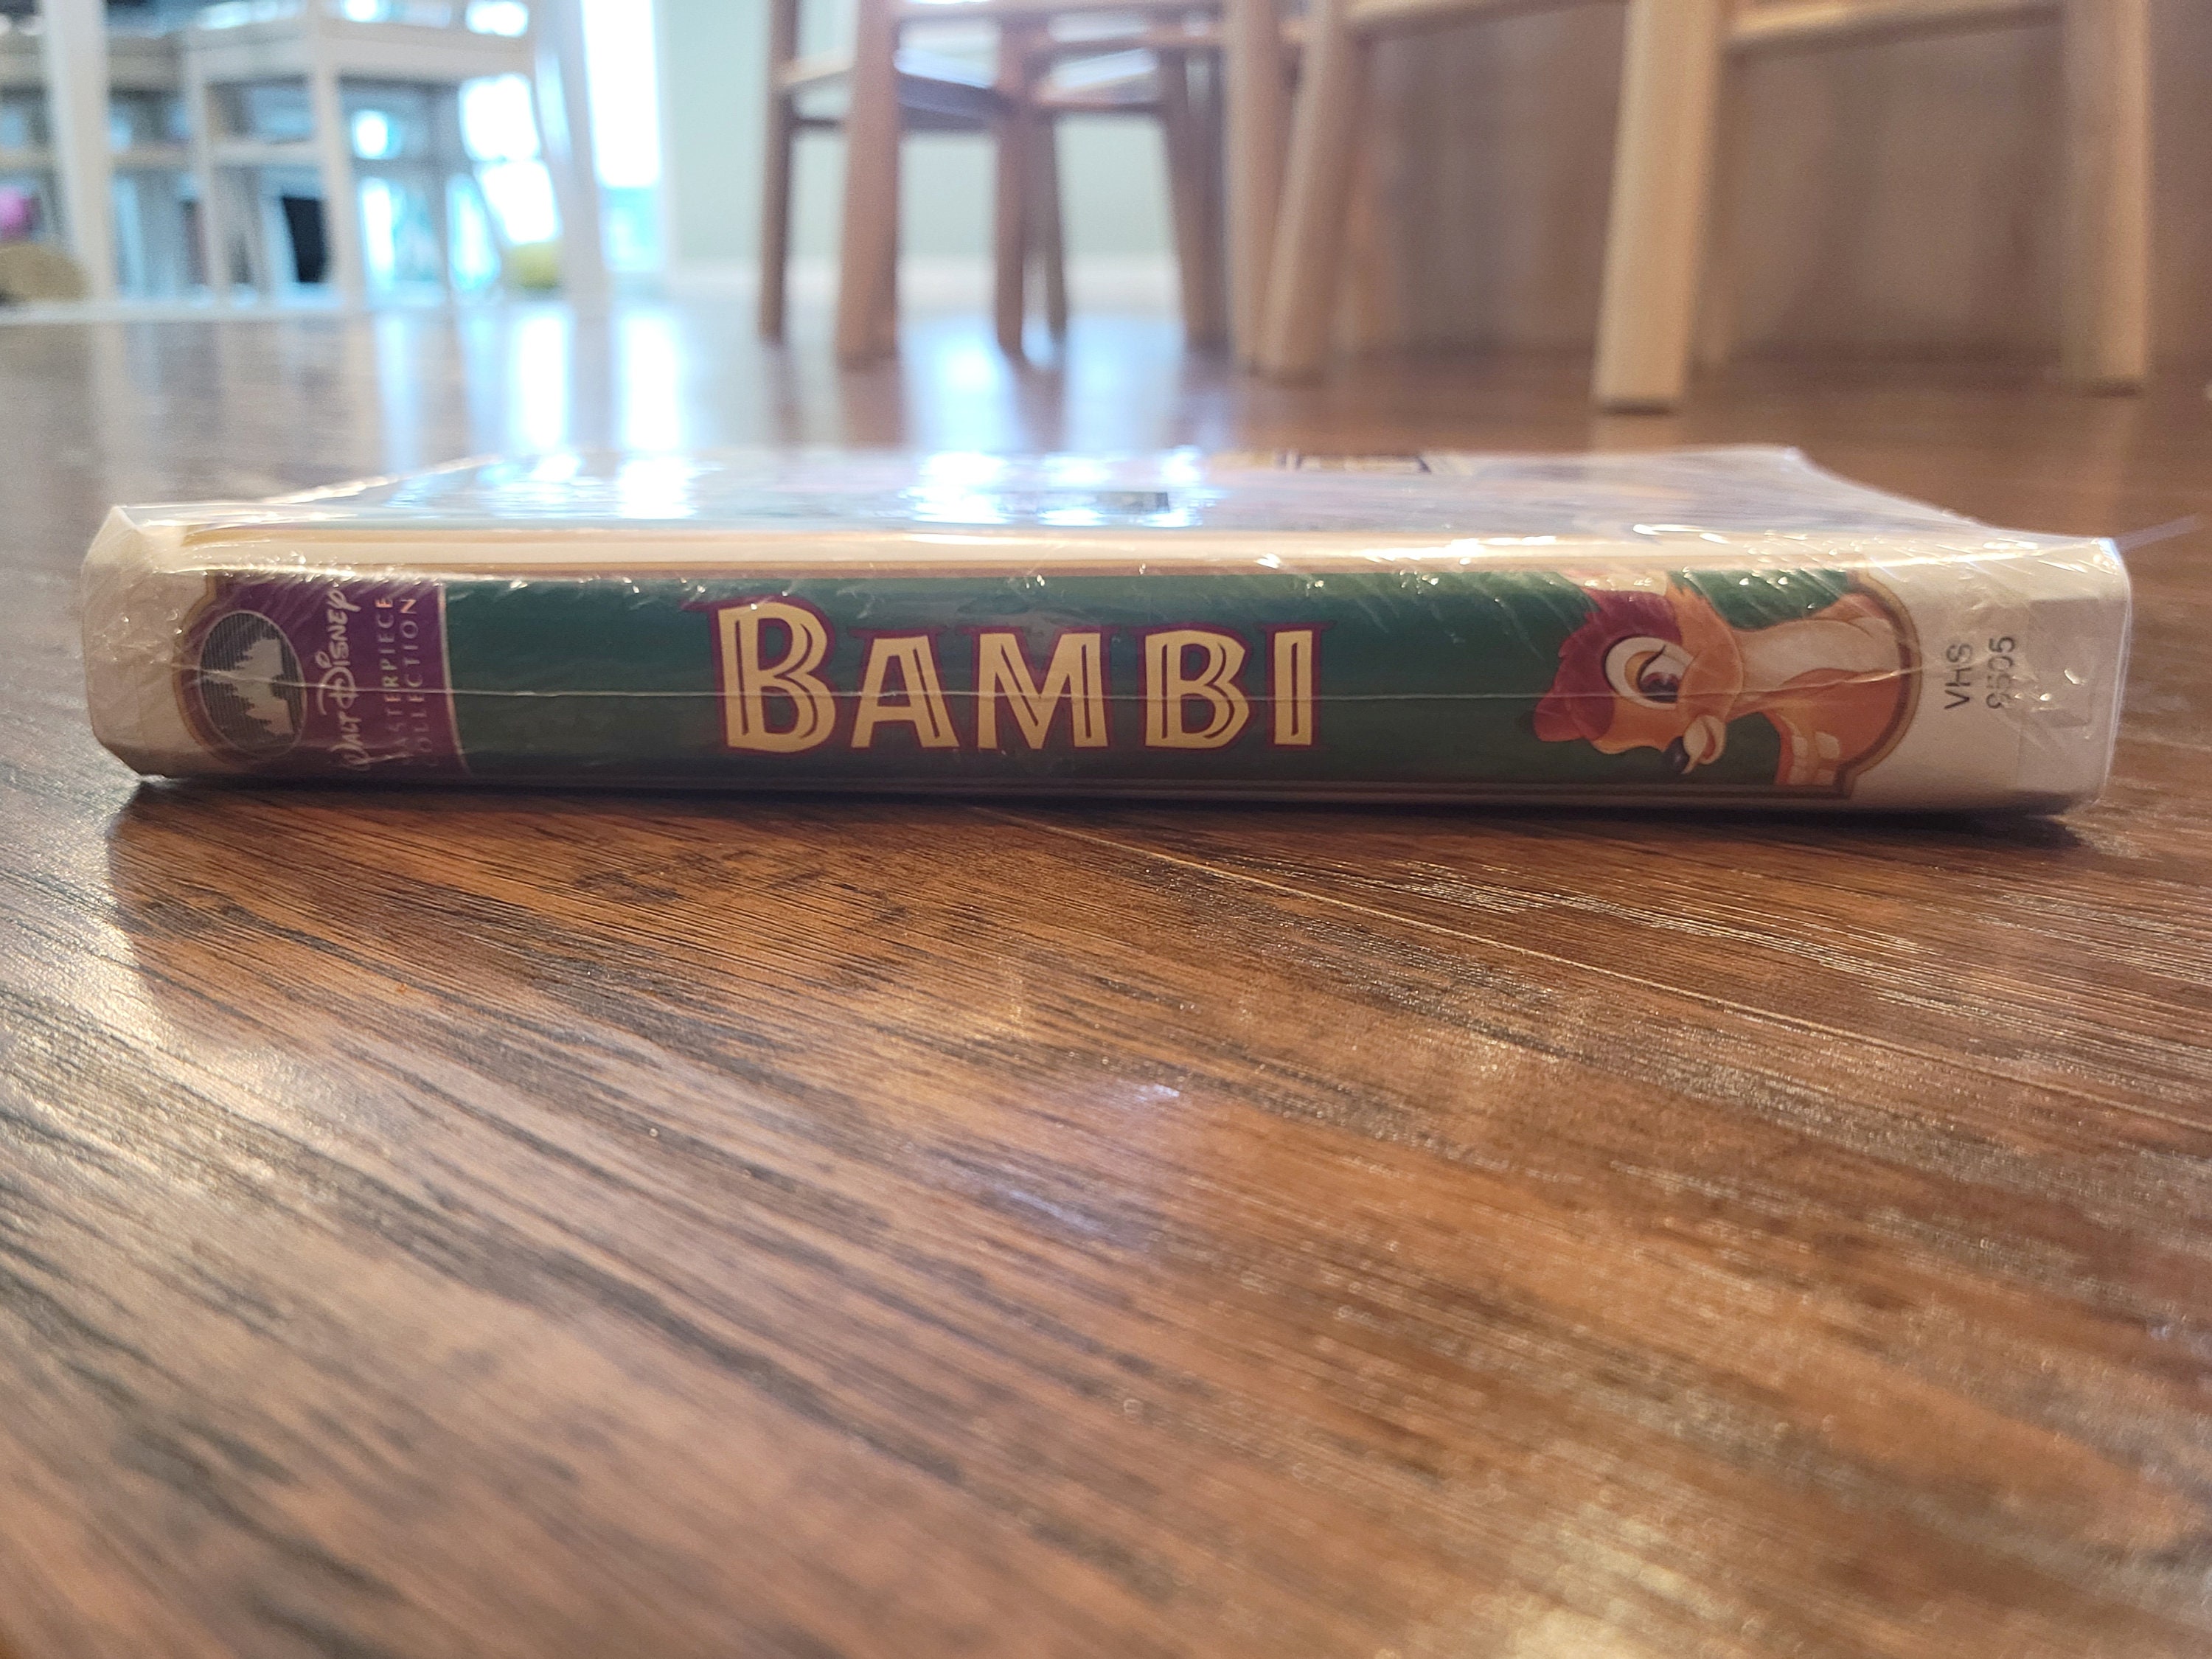 WALT DISNEY
MASTERPIECE
COLLECTION
BAMBI
VHS
9505